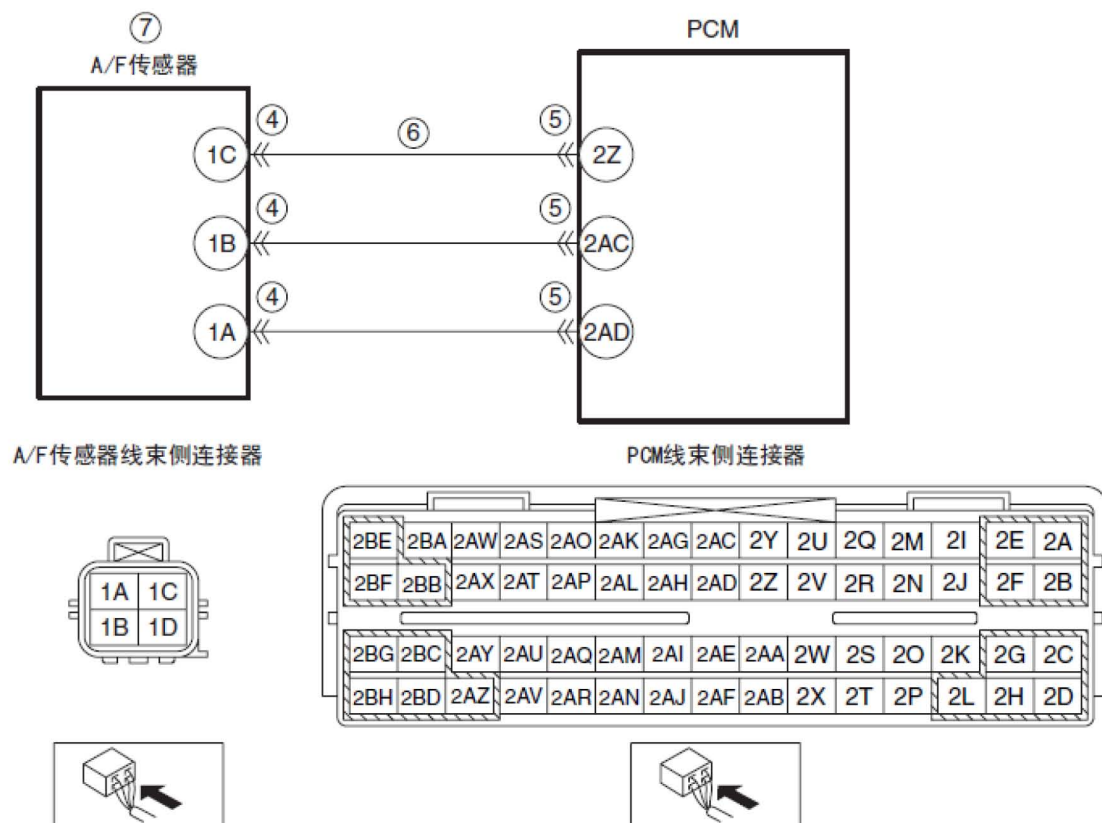 ⑦ PCM
A/F传感器
④ ⑥ ⑤
1C 2Z
④ ⑤
1B 2AC
④ ⑤
1A 2AD
A/F传感器线束侧连接器 PCM线束侧连接器
2BE 2BA 2AW 2AS 2AO 2AK 2AG 2AC 2Y 2U 2Q 2M 2I 2E 2A
1A 1C 2BF 2BB 2AX 2AT 2AP 2AL 2AH 2AD 2Z 2V 2R 2N 2J 2F 2B
1B 1D
2BG 2BC 2AY 2AU 2AQ 2AM 2AI 2AE 2AA 2W 2S 2O 2K 2G 2C
2BH 2BD 2AZ 2AV 2AR 2AN 2AJ 2AF 2AB 2X 2T 2P 2L 2H 2D